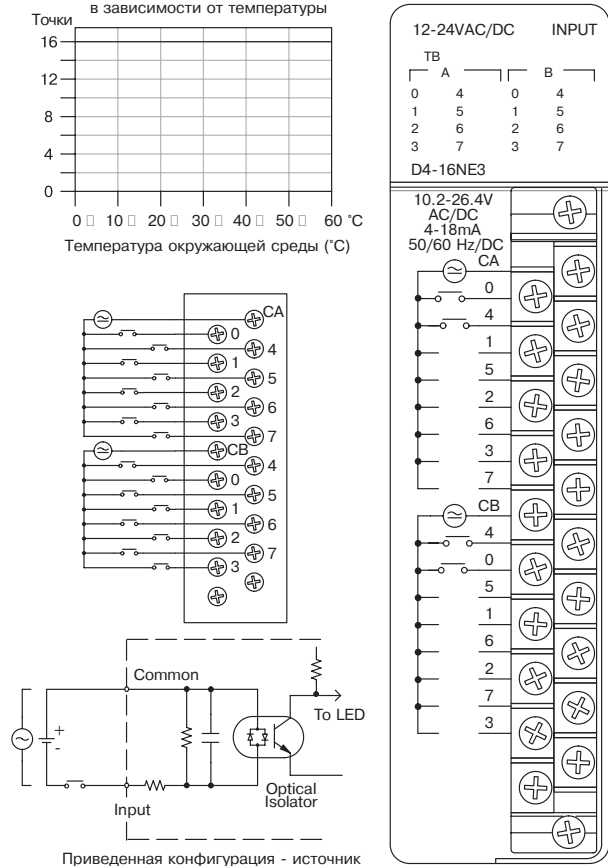 в зависимости от температуры
Точки
16
12
8
4
0
0 10 20 30 40 50 60 °C
Температура окружающей среды (°C)
CA
0
4
1
5
2
6
3
7
CB
4
0
5
1
6
2
7
3
Common
+
-
To LED
Optical
Isolator
Input
Приведенная конфигурация - источник
12-24VAC/DC INPUT
TB
A B
0 4 0 4
1 5 1 5
2 6 2 6
3 7 3 7
D4-16NE3
10.2-26.4V
AC/DC
4-18mA
50/60 Hz/DC
CA
0
4
1
5
2
6
3
7
CB
4
0
5
1
6
2
7
3